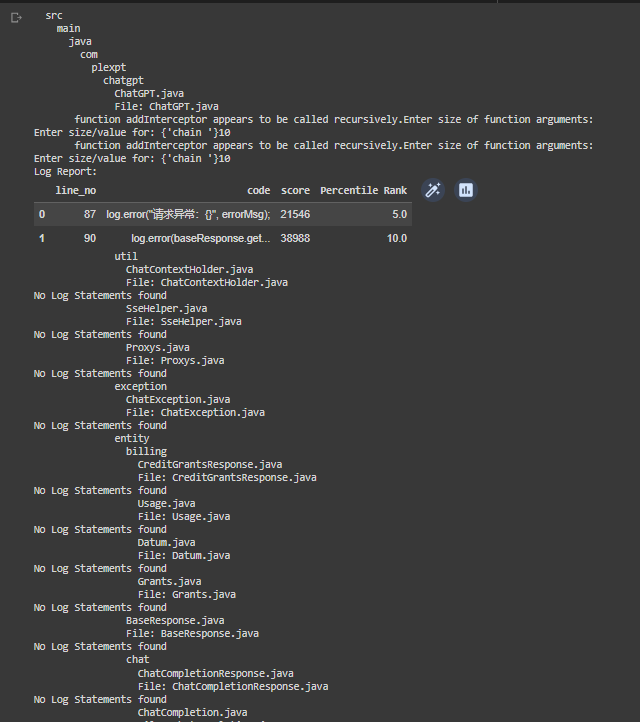 src
main
java
com
plexpt
chatgpt
ChatGPT.java
File: ChatGPT.java
function addInterceptor appears to be called recursively.Enter size of function arguments:
Enter size/value for: {'chain '}10
function addInterceptor appears to be called recursively.Enter size of function arguments:
Enter size/value for: {'chain '}10
Log Report:
line_no code score Percentile Rank
0 87 log.error("请求异常: {}", errorMsg); 21546 5.0
1 90 log.error(baseResponse.get... 38988 10.0
util
ChatContextHolder.java
File: ChatContextHolder.java
No Log Statements found
SseHelper.java
File: SseHelper.java
No Log Statements found
Proxys.java
File: Proxys.java
No Log Statements found
exception
ChatException.java
File: ChatException.java
No Log Statements found
entity
billing
CreditGrantsResponse.java
File: CreditGrantsResponse.java
No Log Statements found
Usage.java
File: Usage.java
No Log Statements found
Datum.java
File: Datum.java
No Log Statements found
Grants.java
File: Grants.java
No Log Statements found
BaseResponse.java
File: BaseResponse.java
No Log Statements found
chat
ChatCompletionResponse.java
File: ChatCompletionResponse.java
No Log Statements found
ChatCompletion.java